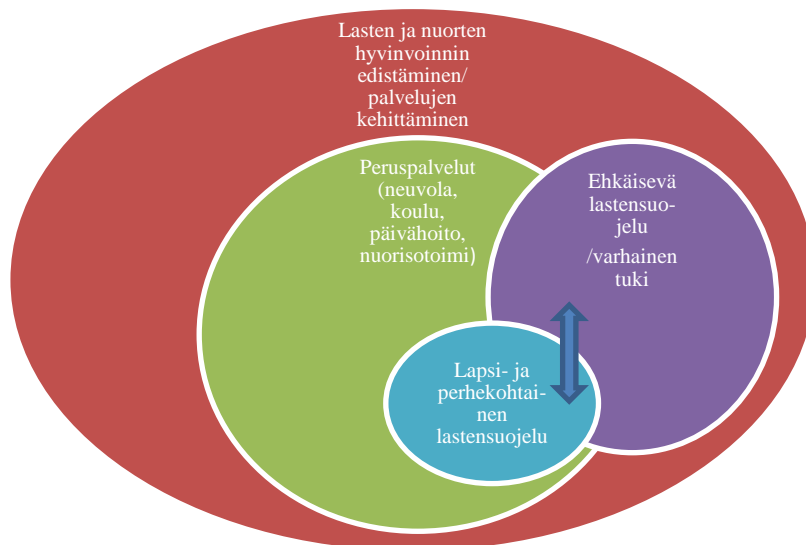 Lasten ja nuorten
hyvinvoinnin
edistäminen/
palvelujen
kehittäminen
Peruspalvelut
(neuvola,
koulu,
päivähoito,
nuorisotoimi)
Ehkäisevä
lastensuo-
jelu
/varhainen
tuki
Lapsi- ja
perhekohtai-
nen
lastensuojelu